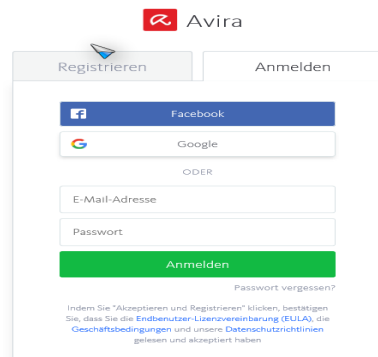 Avira
Registrieren
Anmelden
Facebook
Google
ODER
E-Mail-Adresse
Passwort
Anmelden
Passwort vergessen?
Indem Sie "Akzeptieren und Registrieren" klicken, bestätigen
Sie, dass Sie die Endbenutzer-Lizenzvereinbarung (EULA), die
Geschäftsbedingungen und unsere Datenschutzrichtlinien
gelesen und akzeptiert haben